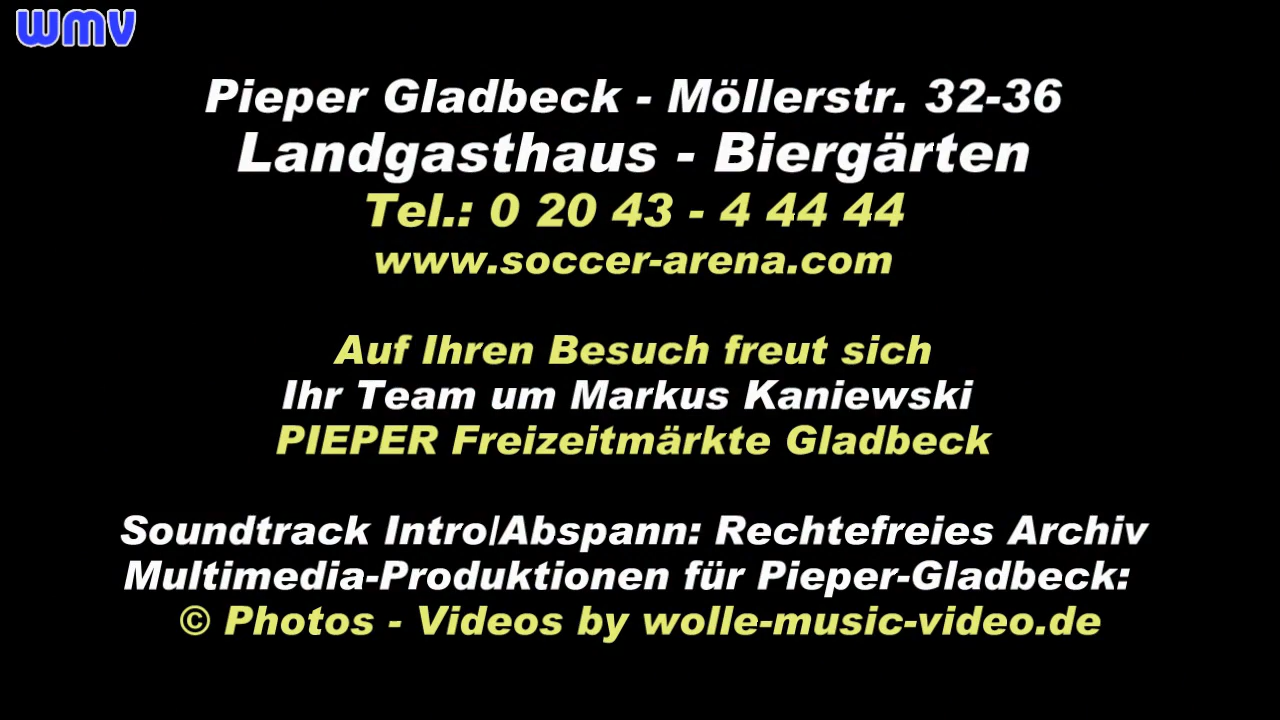 wmv
Pieper Gladbeck - Möllerstr. 32-36
Landgasthaus - Biergärten
Tel.: 0 20 43 - 4 44 44
www.soccer-arena.com
Auf Ihren Besuch freut sich
Ihr Team um Markus Kaniewski
PIEPER Freizeitmärkte Gladbeck
Soundtrack Intro/Abspann: Rechtefreies Archiv
Multimedia-Produktionen für Pieper-Gladbeck:
© Photos - Videos by wolle-music-video.de